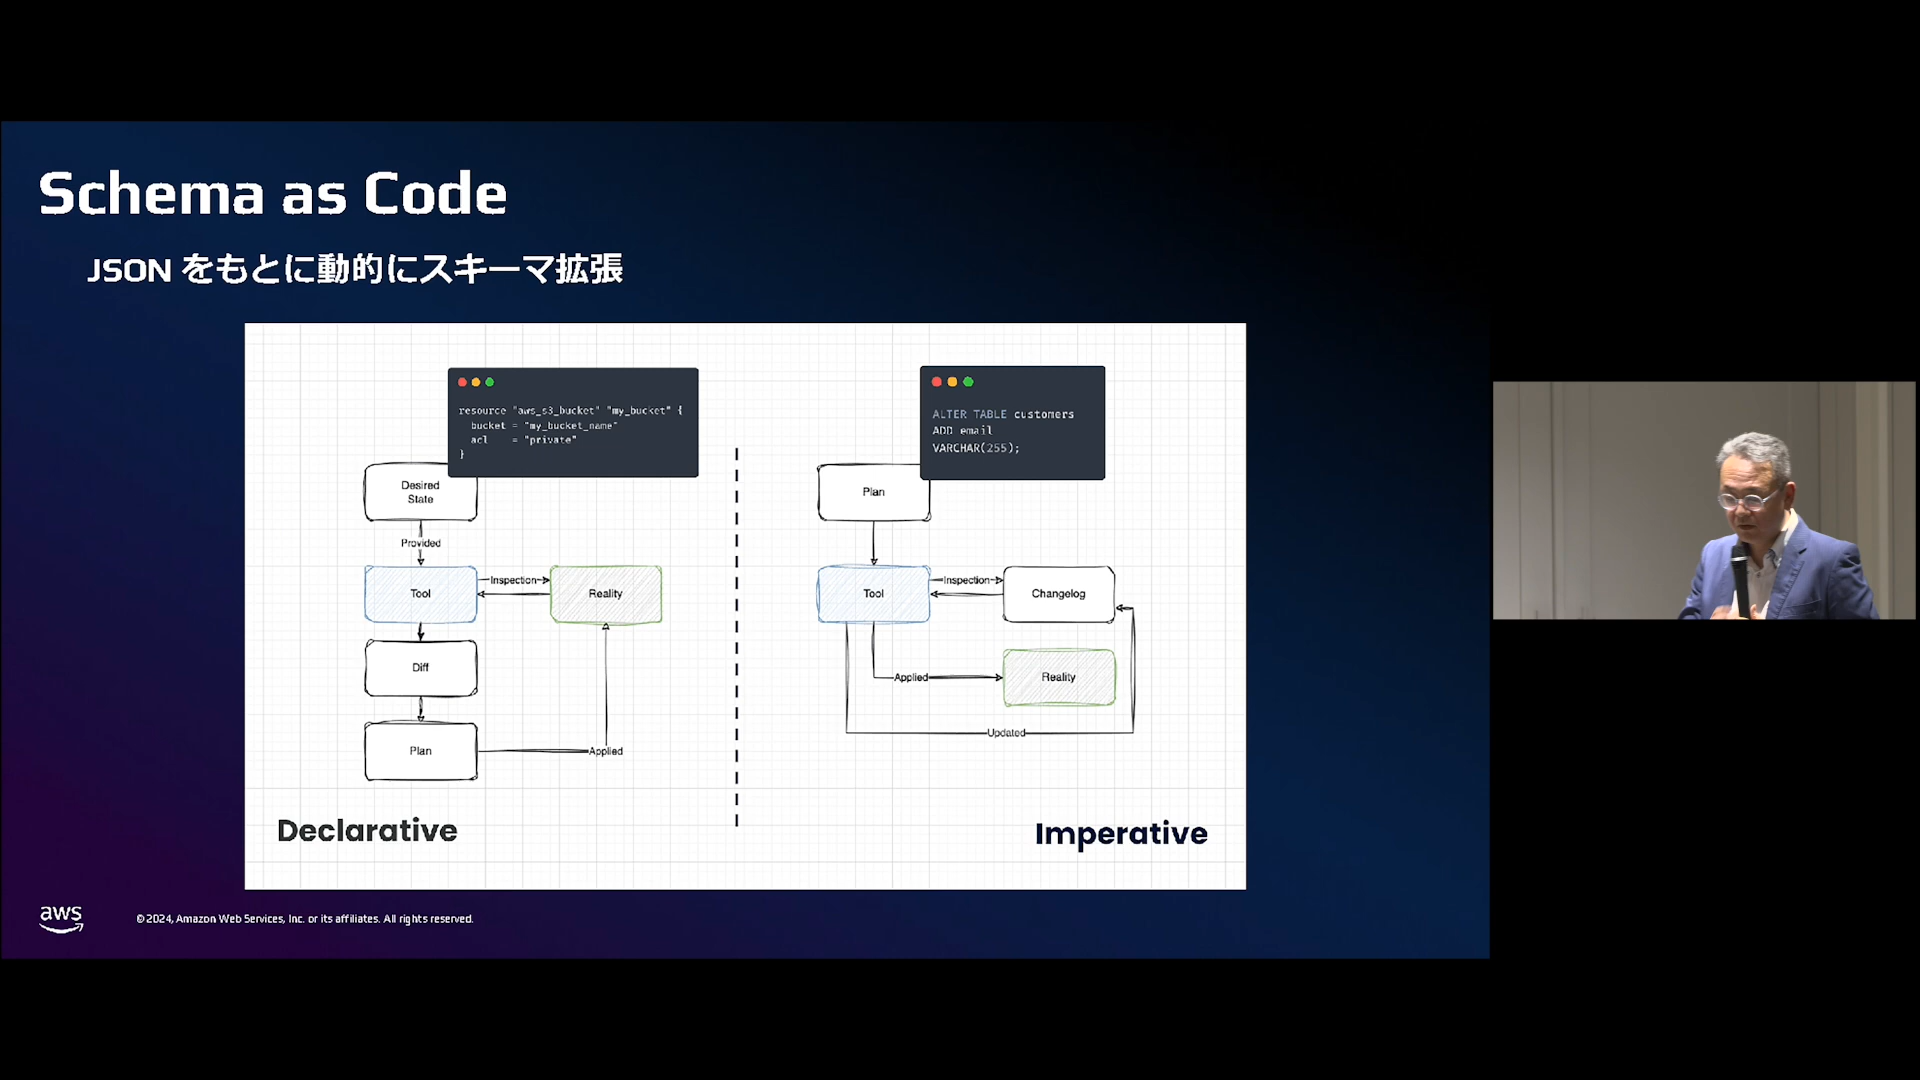 Schema as Code
JSON をもとに動的にスキーマ拡張
resource "aws_s3_bucket" "my_bucket" {
bucket = "my_bucket_name"
acl = "private"
}
Desired
State
Provided
Tool
Inspection
Reality
Diff
Plan
Applied
Declarative
ALTER TABLE customers
ADD email
VARCHAR(255);
Plan
Tool
Inspection
Changelog
Applied
Reality
Updated
Imperative
aws
© 2024, Amazon Web Services, Inc. or its affiliates. All rights reserved.